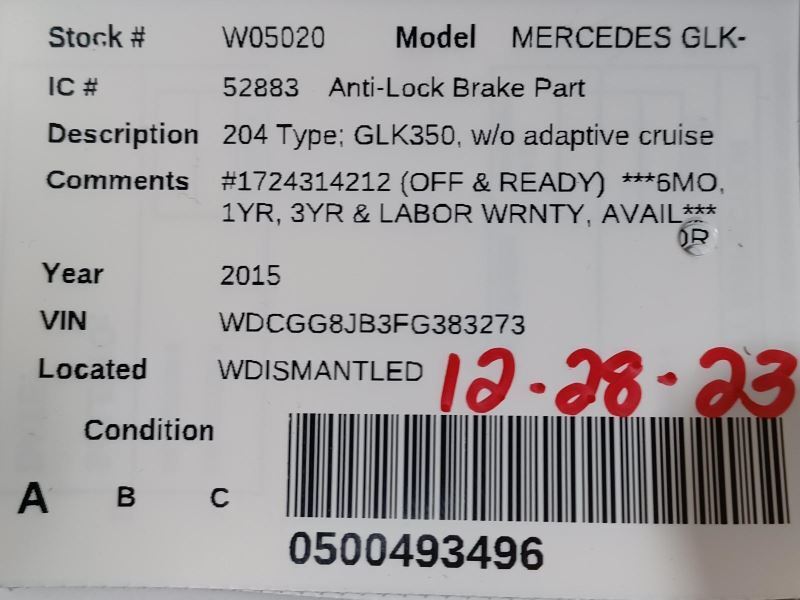 Stock # W05020 Model MERCEDES GLK-
IC # 52883 Anti-Lock Brake Part
Description 204 Type; GLK350, w/o adaptive cruise
Comments #1724314212 (OFF & READY) ***6MO,
1YR, 3YR & LABOR WRNTY, AVAIL***
OR
Year 2015
VIN WDCGG8JB3FG383273
Located WDISMANTLED 12-28-23
Condition
A B C
0500493496